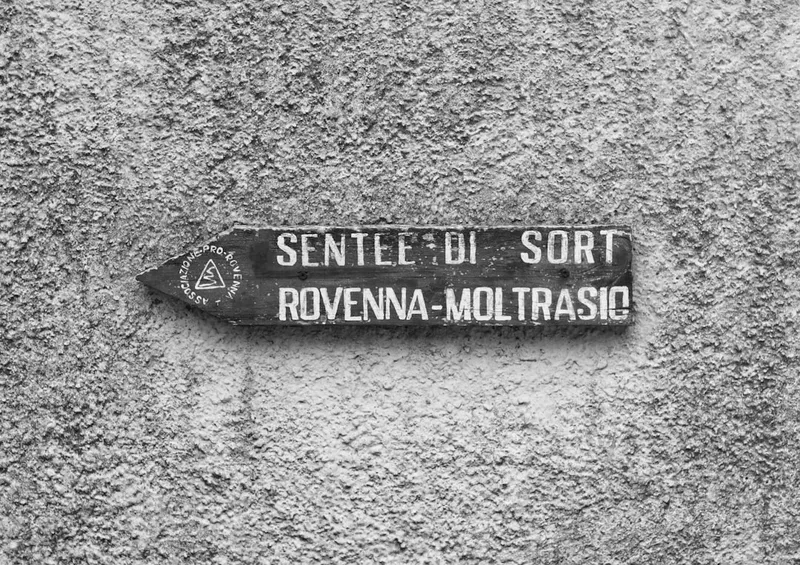 ASSOCIAZIONE-PRO-ROVENNA -
SENTEE DI SORT
ROVENNA-MOLTRASIO